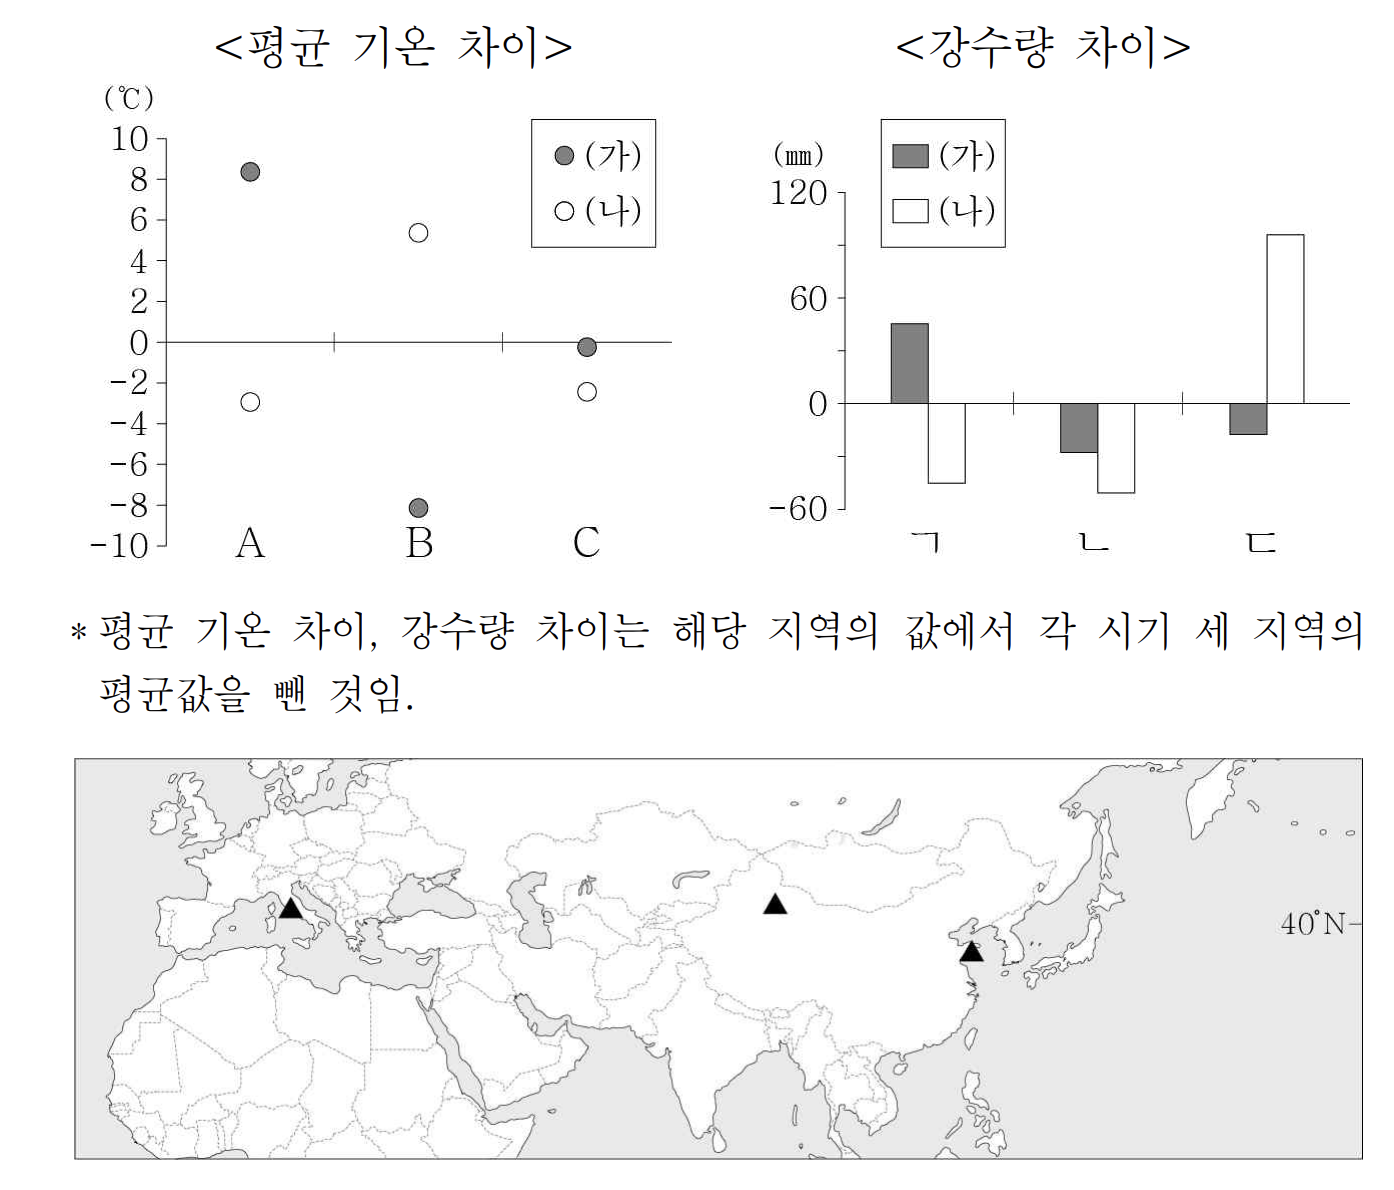 <평균 기온 차이>
<강수량 차이>
(℃)
10
8
6
4
2
0
-2
-4
-6
-8
-10
(가)
(나)
A B C
(㎜)
120
60
0
-60
(가)
(나)
ㄱ ㄴ ㄷ
* 평균 기온 차이, 강수량 차이는 해당 지역의 값에서 각 시기 세 지역의
평균값을 뺀 것임.
40°N